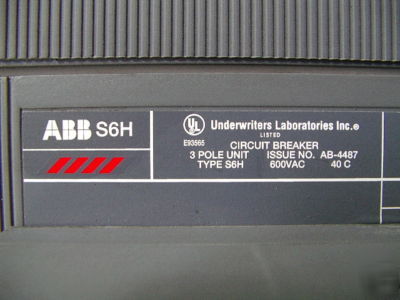 ABB S6H
UL
Underwriters Laboratories Inc.®
LISTED
E93565
CIRCUIT BREAKER
3 POLE UNIT ISSUE NO. AB-4487
TYPE S6H 600VAC 40 C